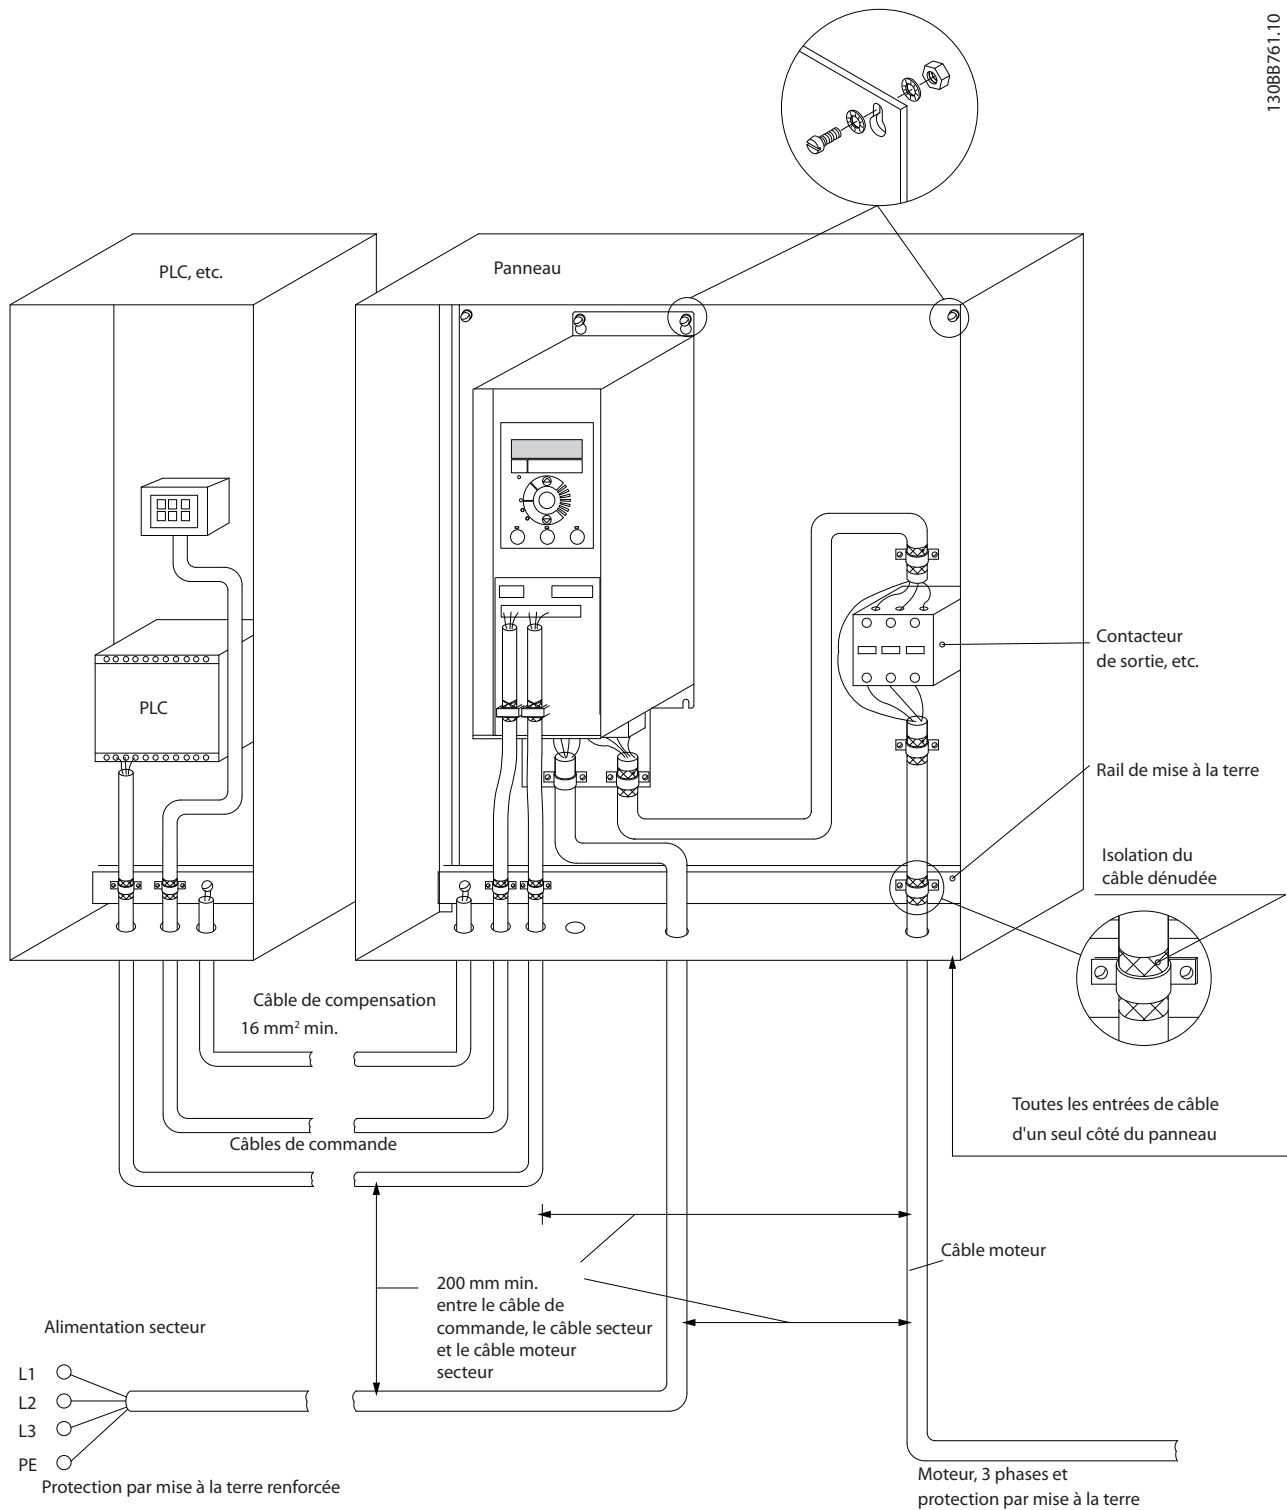 130BB761.10
PLC, etc.
Panneau
PLC
Contacteur
de sortie, etc.
Rail de mise à la terre
Isolation du
câble dénudée
Câble de compensation
16 mm² min.
Câbles de commande
Toutes les entrées de câble
d'un seul côté du panneau
Câble moteur
200 mm min.
entre le câble de
commande, le câble secteur
et le câble moteur
secteur
Alimentation secteur
L1
L2
L3
PE
Protection par mise à la terre renforcée
Moteur, 3 phases et
protection par mise à la terre